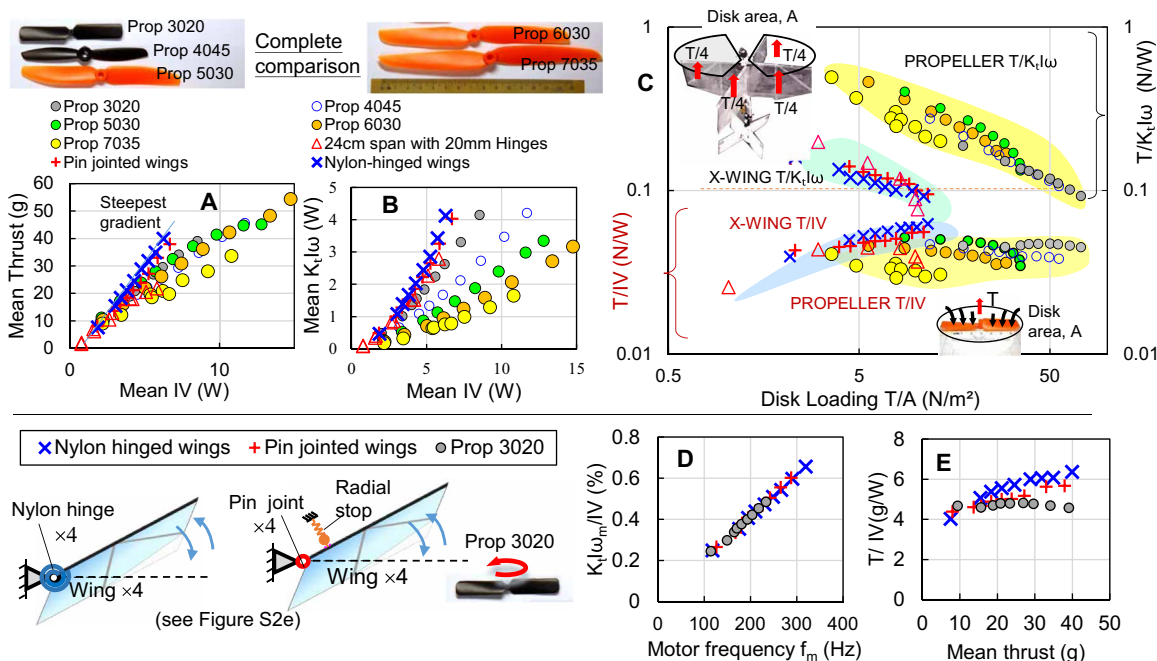 Prop 3020
Prop 4045
Prop 5030
Complete
comparison
Prop 6030
Prop 7035
Prop 3020
Prop 4045
Prop 5030
Prop 6030
Prop 7035
24cm span with 20mm Hinges
Pin jointed wings
Nylon-hinged wings
A
Steepest
gradient
Mean Thrust (g)
60
50
40
30
20
10
0
0
10
Mean IV (W)
B
Mean KₜIω (W)
5
4
3
2
1
0
0
5
10
15
Mean IV (W)
C
Disk area, A
T/4
T/4
T/4
T/4
PROPELLER T/KₜIω
X-WING T/KₜIω
X-WING T/IV
PROPELLER T/IV
T
Disk
area, A
1
0.1
0.01
T/IV (N/W)
1
0.1
0.01
T/KₜIω (N/W)
0.5
5
50
Disk Loading T/A (N/m²)
Nylon hinged wings
Pin jointed wings
Prop 3020
Nylon hinge
×4
Wing ×4
Pin joint
×4
Radial
stop
Wing ×4
Prop 3020
(see Figure S2e)
D
KₜIωₘ/IV (%)
0.8
0.6
0.4
0.2
0.0
0
100
200
300
400
Motor frequency fₘ (Hz)
E
T/ IV(g/W)
8
6
4
2
0
0
10
20
30
40
50
Mean thrust (g)